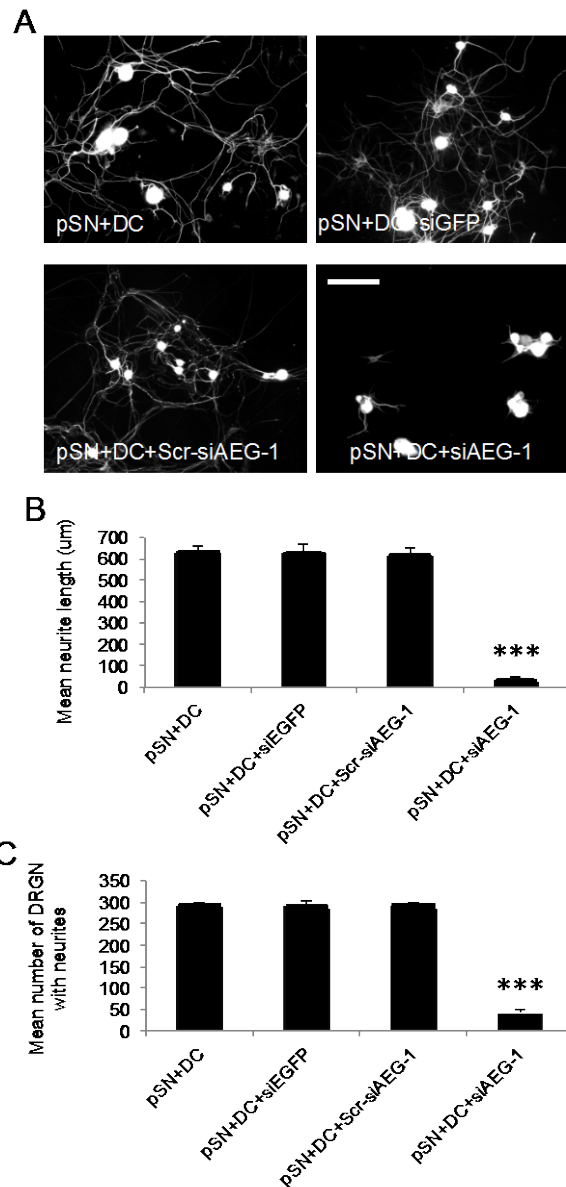 A
pSN+DC
pSN+DC+siGFP
pSN+DC+Scr-siAEG-1
pSN+DC+siAEG-1
B
Mean neurite length (um)
700
600
500
400
300
200
100
0
***
pSN+DC
pSN+DC+siEGFP
pSN+DC+Scr-siAEG-1
pSN+DC+siAEG-1
C
Mean number of DRGN
with neurites
350
300
250
200
150
100
50
0
***
pSN+DC
pSN+DC+siEGFP
pSN+DC+Scr-siAEG-1
pSN+DC+siAEG-1